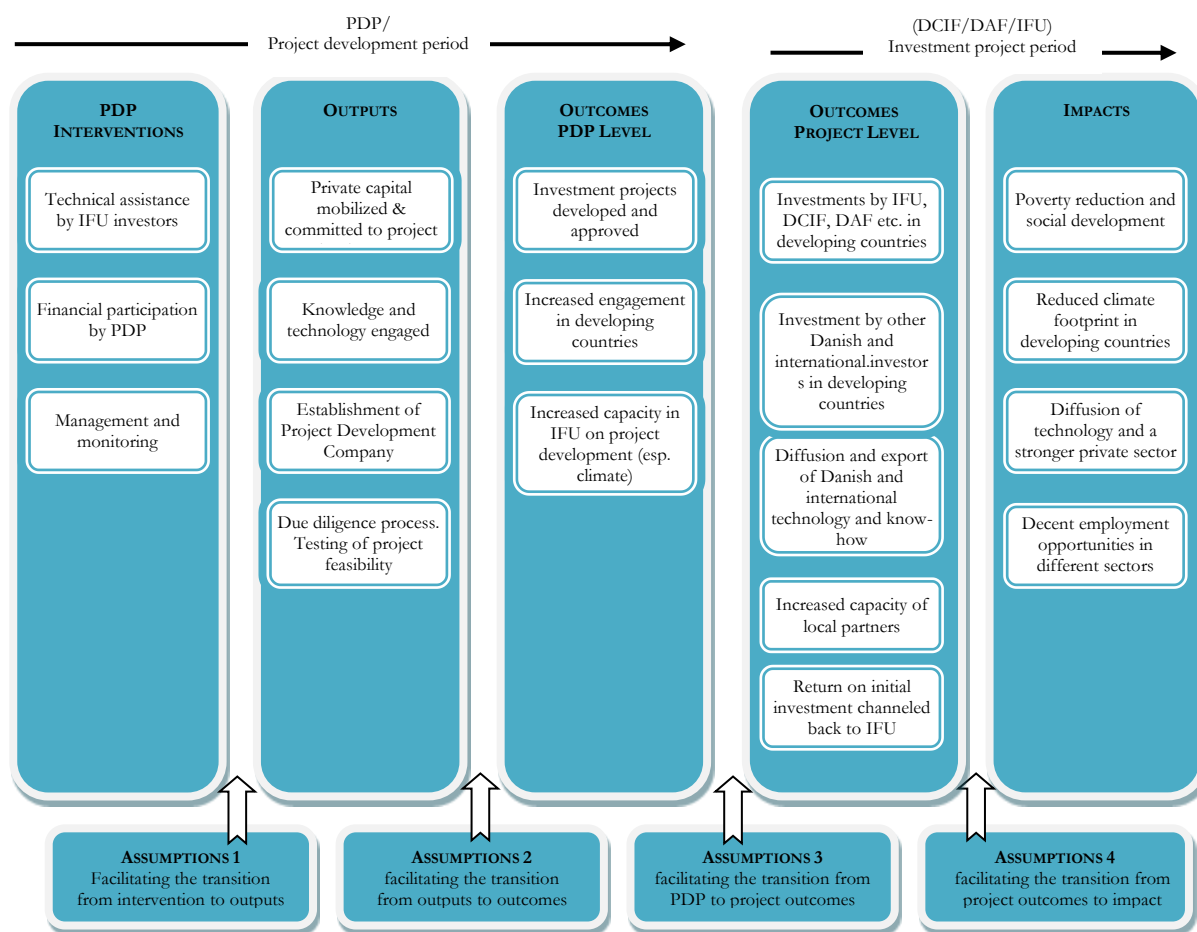 PDP/
Project development period
(DCIF/DAF/IFU)
Investment project period
PDP
INTERVENTIONS
Technical assistance
by IFU investors
Financial participation
by PDP
Management and
monitoring
OUTPUTS
Private capital
mobilized &
committed to project
Knowledge and
technology engaged
Establishment of
Project Development
Company
Due diligence process.
Testing of project
feasibility
OUTCOMES
PDP LEVEL
Investment projects
developed and
approved
Increased engagement
in developing
countries
Increased capacity in
IFU on project
development (esp.
climate)
OUTCOMES
PROJECT LEVEL
Investments by IFU,
DCIF, DAF etc. in
developing countries
Investment by other
Danish and
international.investor
s in developing
countries
Diffusion and export
of Danish and
international
technology and know-
how
Increased capacity of
local partners
Return on initial
investment channeled
back to IFU
IMPACTS
Poverty reduction and
social development
Reduced climate
footprint in
developing countries
Diffusion of
technology and a
stronger private sector
Decent employment
opportunities in
different sectors
ASSUMPTIONS 1
Facilitating the transition
from intervention to outputs
ASSUMPTIONS 2
facilitating the transition
from outputs to outcomes
ASSUMPTIONS 3
facilitating the transition from
PDP to project outcomes
ASSUMPTIONS 4
facilitating the transition from
project outcomes to impact